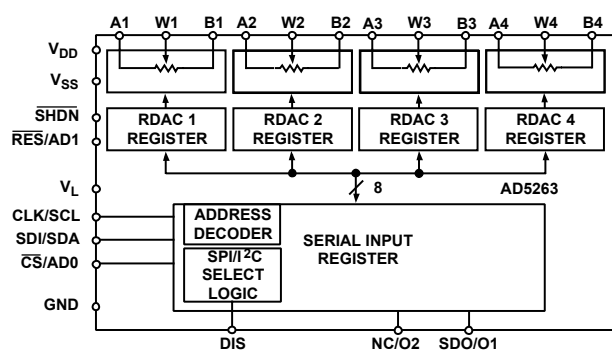 A1 W1 B1 A2 W2 B2 A3 W3 B3 A4 W4 B4
VDD
VSS
SHDN
RES/AD1
RDAC 1
REGISTER
RDAC 2
REGISTER
RDAC 3
REGISTER
RDAC 4
REGISTER
8
AD5263
VL
CLK/SCL
SDI/SDA
CS/AD0
GND
ADDRESS
DECODER
SPI/I²C
SELECT
LOGIC
SERIAL INPUT
REGISTER
DIS
NC/O2
SDO/O1